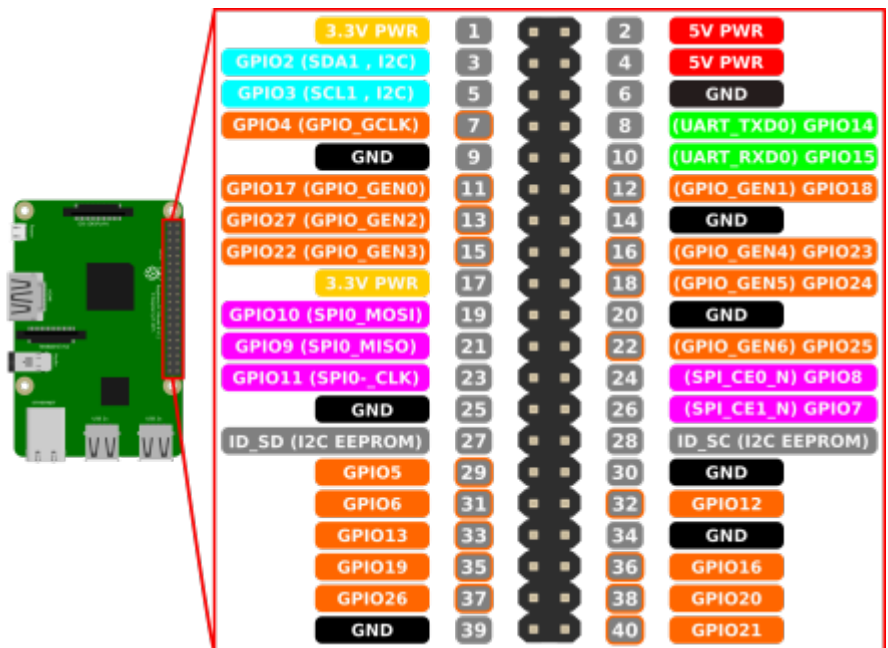 3.3V PWR 1 2 5V PWR
GPIO2 (SDA1 , I2C) 3 4 5V PWR
GPIO3 (SCL1 , I2C) 5 6 GND
GPIO4 (GPIO_GCLK) 7 8 (UART_TXD0) GPIO14
GND 9 10 (UART_RXD0) GPIO15
GPIO17 (GPIO_GEN0) 11 12 (GPIO_GEN1) GPIO18
GPIO27 (GPIO_GEN2) 13 14 GND
GPIO22 (GPIO_GEN3) 15 16 (GPIO_GEN4) GPIO23
3.3V PWR 17 18 (GPIO_GEN5) GPIO24
GPIO10 (SPI0_MOSI) 19 20 GND
GPIO9 (SPI0_MISO) 21 22 (GPIO_GEN6) GPIO25
GPIO11 (SPI0-_CLK) 23 24 (SPI_CE0_N) GPIO8
GND 25 26 (SPI_CE1_N) GPIO7
ID_SD (I2C EEPROM) 27 28 ID_SC (I2C EEPROM)
GPIO5 29 30 GND
GPIO6 31 32 GPIO12
GPIO13 33 34 GND
GPIO19 35 36 GPIO16
GPIO26 37 38 GPIO20
GND 39 40 GPIO21